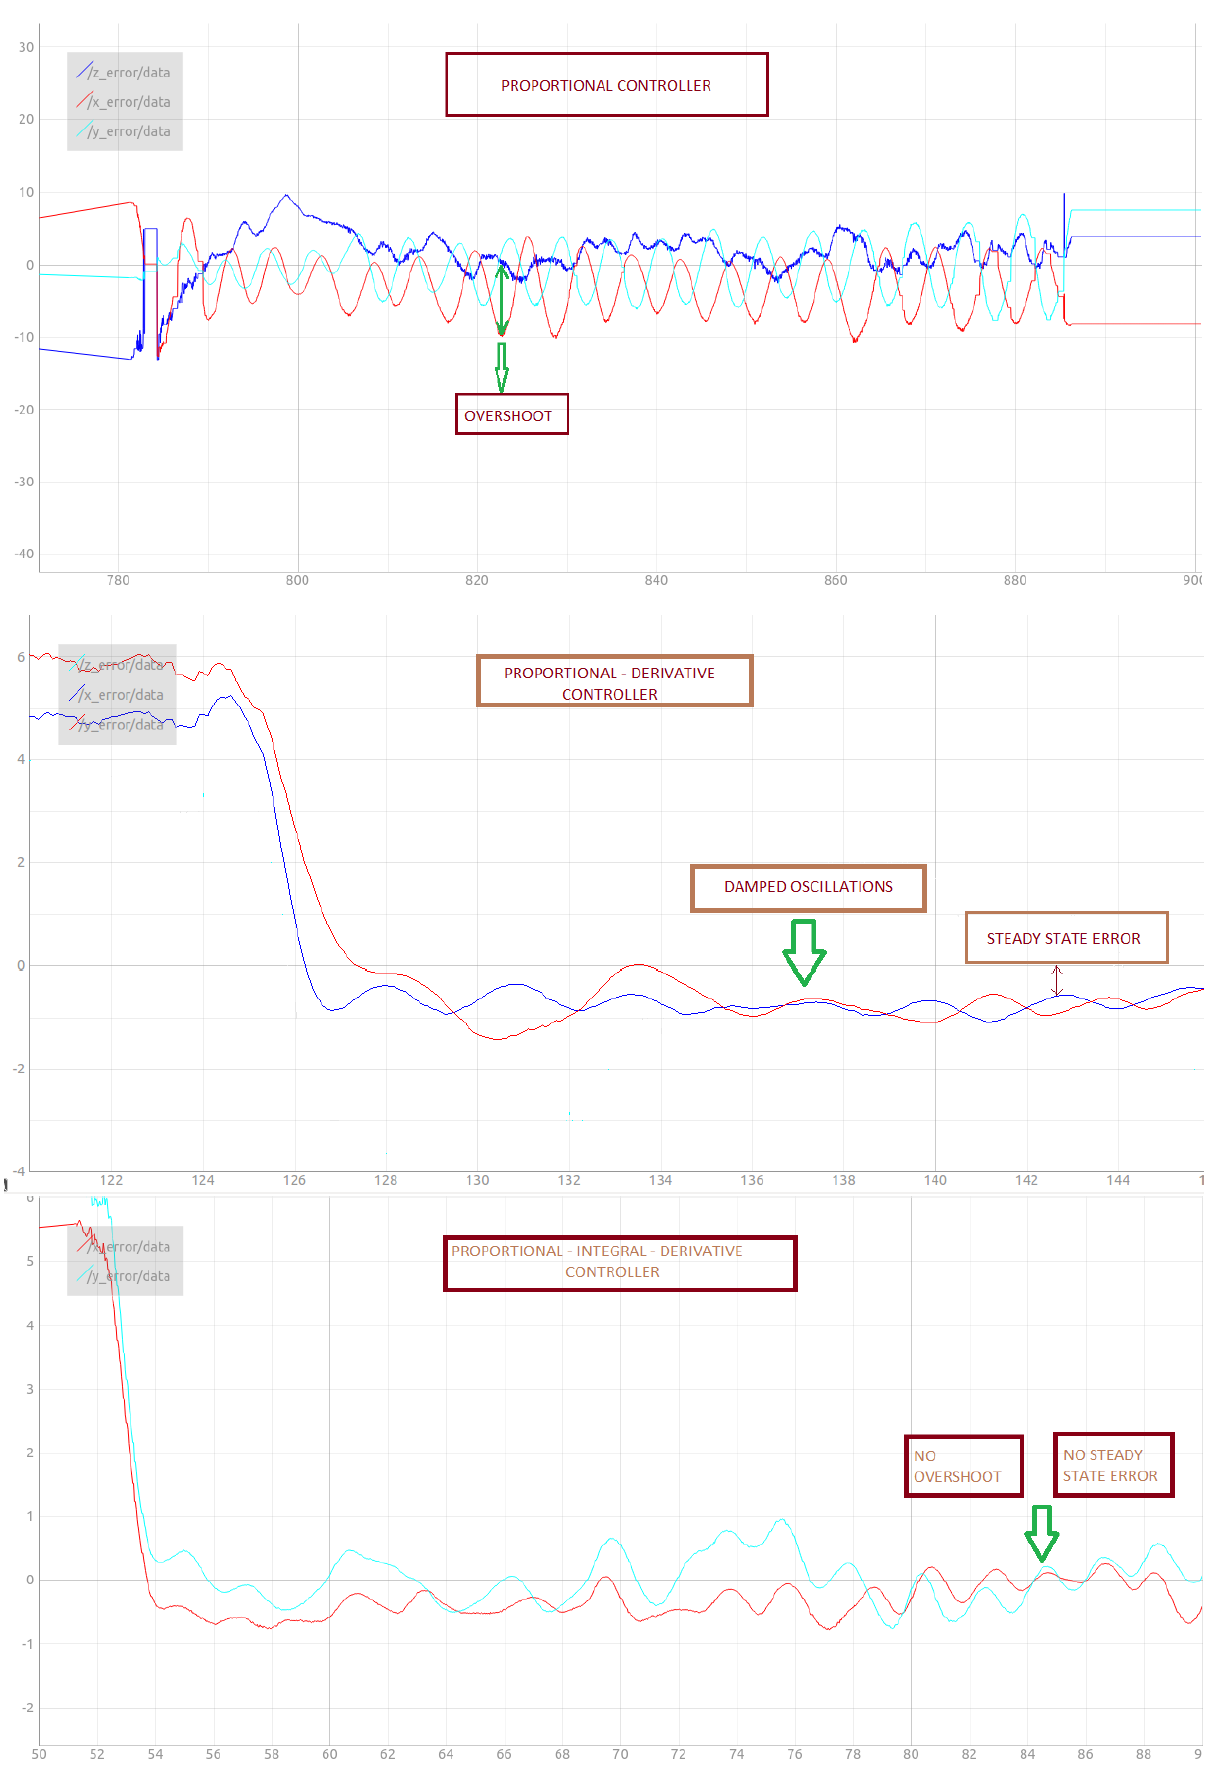 PROPORTIONAL CONTROLLER
/z_error/data
/x_error/data
/y_error/data
30
20
10
0
-10
-20
-30
-40
OVERSHOOT
780 800 820 840 860 880 900
/z_error/data
/x_error/data
/y_error/data
PROPORTIONAL - DERIVATIVE
CONTROLLER
DAMPED OSCILLATIONS
STEADY STATE ERROR
6
4
2
0
-2
-4
122 124 126 128 130 132 134 136 138 140 142 144 1
/x_error/data
/y_error/data
PROPORTIONAL - INTEGRAL - DERIVATIVE
CONTROLLER
NO
OVERSHOOT
NO STEADY
STATE ERROR
6
5
4
3
2
1
0
-1
-2
50 52 54 56 58 60 62 64 66 68 70 72 74 76 78 80 82 84 86 88 9